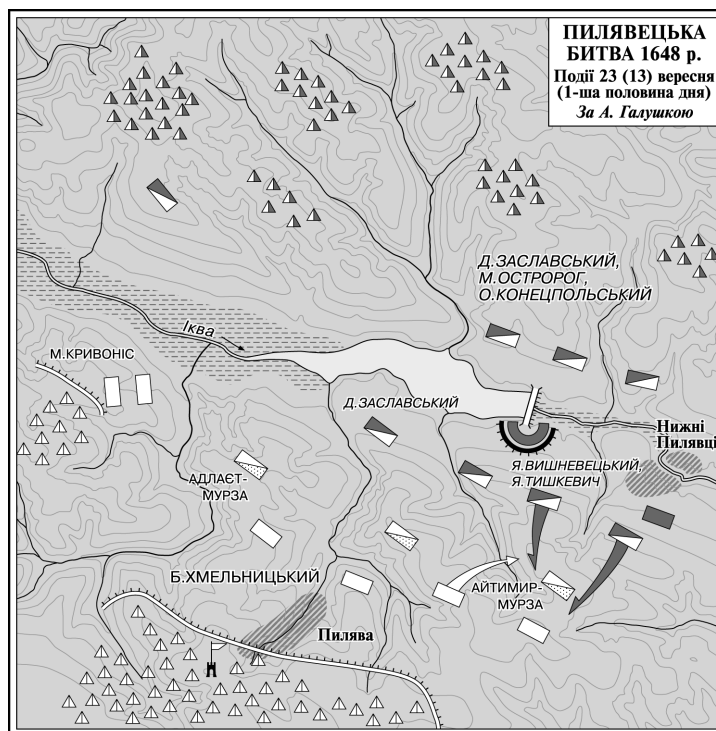 ПИЛЯВЕЦЬКА
БИТВА 1648 р.
Події 23 (13) вересня
(1-ша половина дня)
За А. Галушкою
Д.ЗАСЛАВСЬКИЙ,
М.ОСТРОРОГ,
О.КОНЕЦПОЛЬСЬКИЙ
Іква
М.КРИВОНІС
Д.ЗАСЛАВСЬКИЙ
Нижні
Пилявці
Я.ВИШНЕВЕЦЬКИЙ,
Я.ТИШКЕВИЧ
АДЛАЄТ-
МУРЗА
Б.ХМЕЛЬНИЦЬКИЙ
АЙТИМИР-
МУРЗА
Пилява